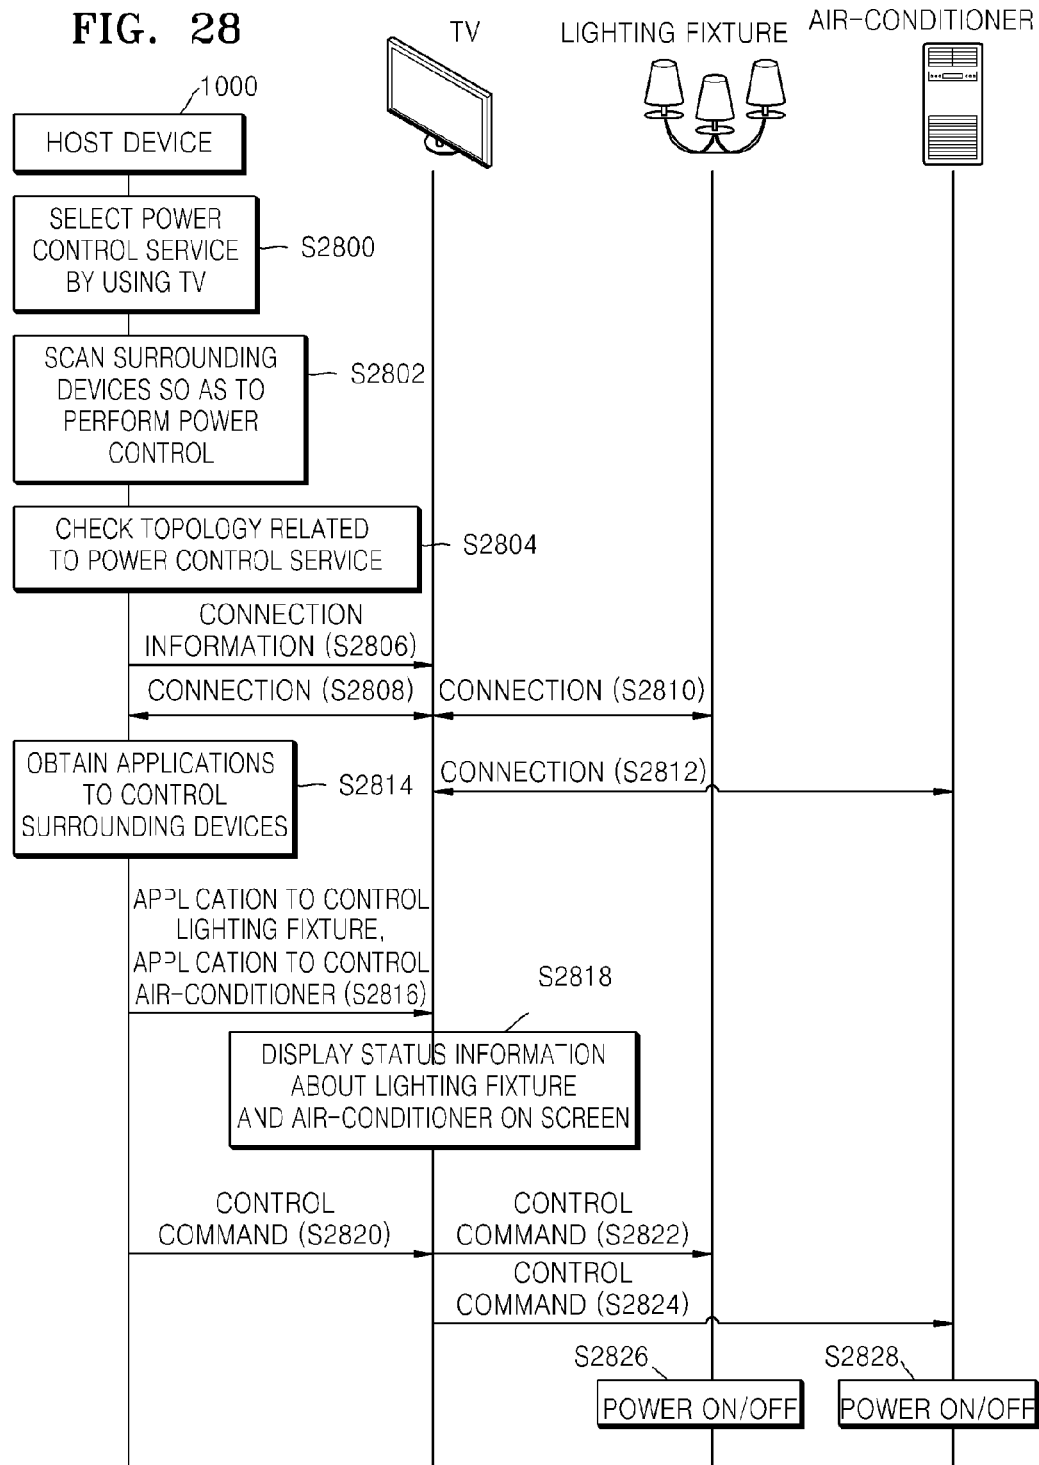 FIG. 28
TV
LIGHTING FIXTURE
AIR-CONDITIONER
1000
HOST DEVICE
SELECT POWER
CONTROL SERVICE
BY USING TV
S2800
SCAN SURROUNDING
DEVICES SO AS TO
PERFORM POWER
CONTROL
S2802
CHECK TOPOLOGY RELATED
TO POWER CONTROL SERVICE
S2804
CONNECTION
INFORMATION (S2806)
CONNECTION (S2808)
CONNECTION (S2810)
OBTAIN APPLICATIONS
TO CONTROL
SURROUNDING DEVICES
S2814
CONNECTION (S2812)
APPLICATION TO CONTROL
LIGHTING FIXTURE,
APPLICATION TO CONTROL
AIR-CONDITIONER (S2816)
S2818
DISPLAY STATUS INFORMATION
ABOUT LIGHTING FIXTURE
AND AIR-CONDITIONER ON SCREEN
CONTROL
COMMAND (S2820)
CONTROL
COMMAND (S2822)
CONTROL
COMMAND (S2824)
S2826
S2828
POWER ON/OFF
POWER ON/OFF